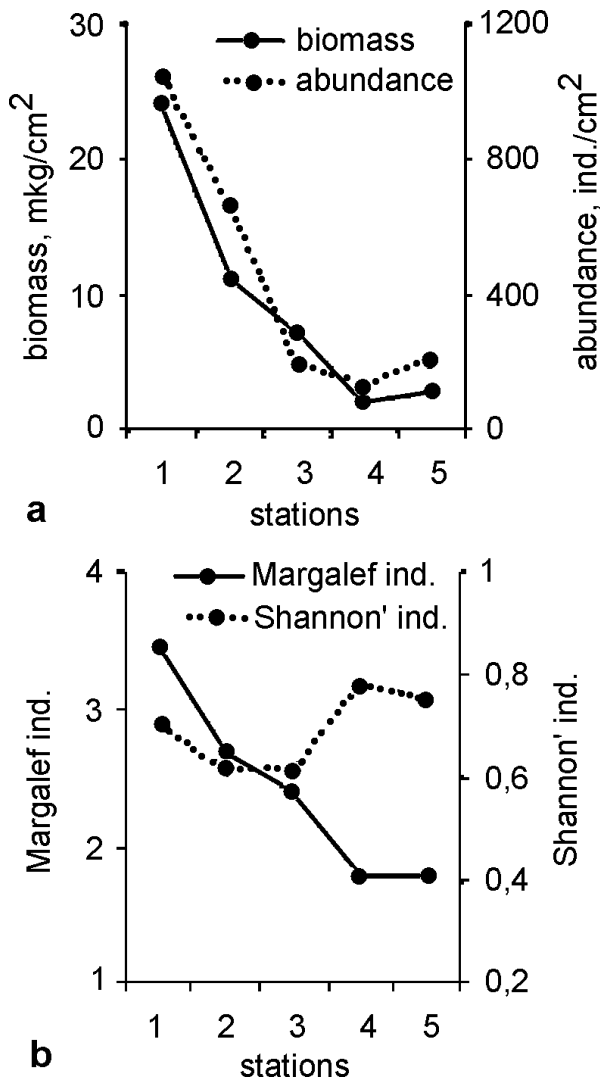 30
20
10
0
biomass, mkg/cm²
biomass
abundance
1200
800
400
0
abundance, ind./cm²
1 2 3 4 5
stations
a
4
3
2
1
Margalef ind.
Margalef ind.
Shannon' ind.
1
0,8
0,6
0,4
0,2
Shannon' ind.
1 2 3 4 5
stations
b